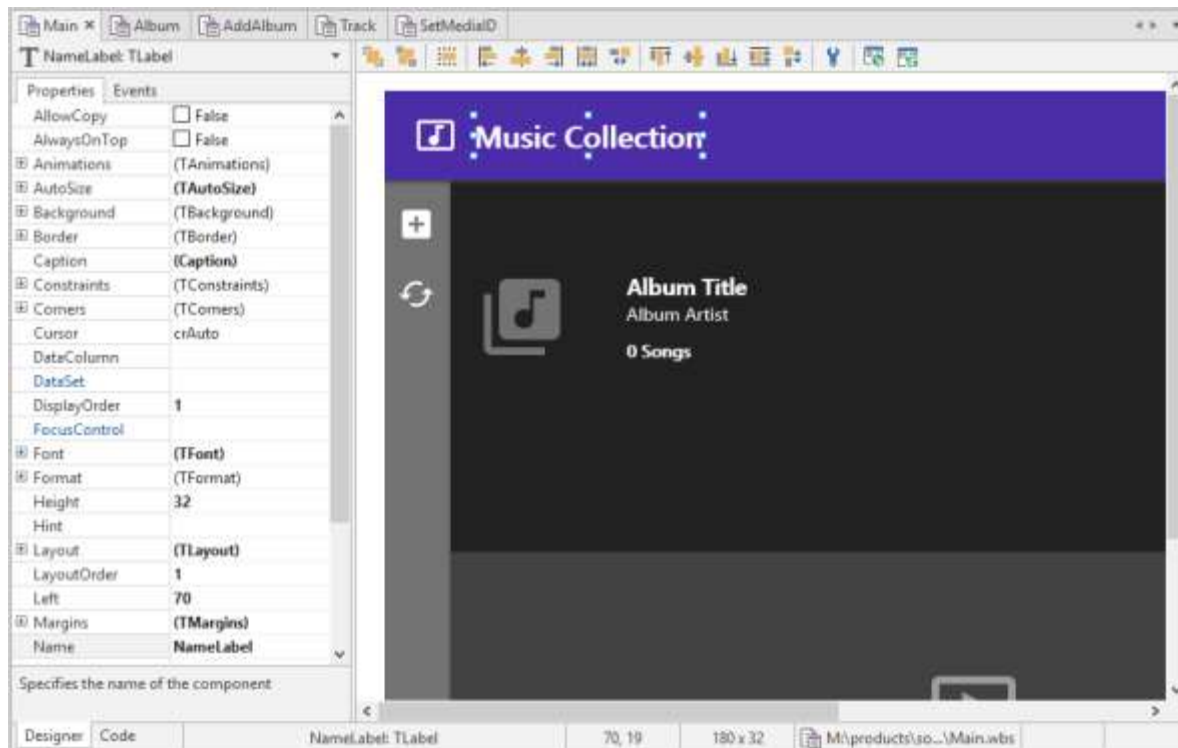 Main Album AddAlbum Track SetMediaID
NameLabel: TLabel
Properties Events
AllowCopy False
AlwaysOnTop False
Animations (TAnimations)
AutoSize (TAutoSize)
Background (TBackground)
Border (TBorder)
Caption (Caption)
Constraints (TConstraints)
Corners (TCorners)
Cursor crAuto
DataColumn
DataSet
DisplayOrder 1
FocusControl
Font (TFont)
Format (TFormat)
Height 32
Hint
Layout (TLayout)
LayoutOrder 1
Left 70
Margins (TMargins)
Name NameLabel
Specifies the name of the component
Music Collection
Album Title
Album Artist
0 Songs
Designer Code NameLabel: TLabel 70, 19 180 x 32 M:\products\so...\Main.wbs